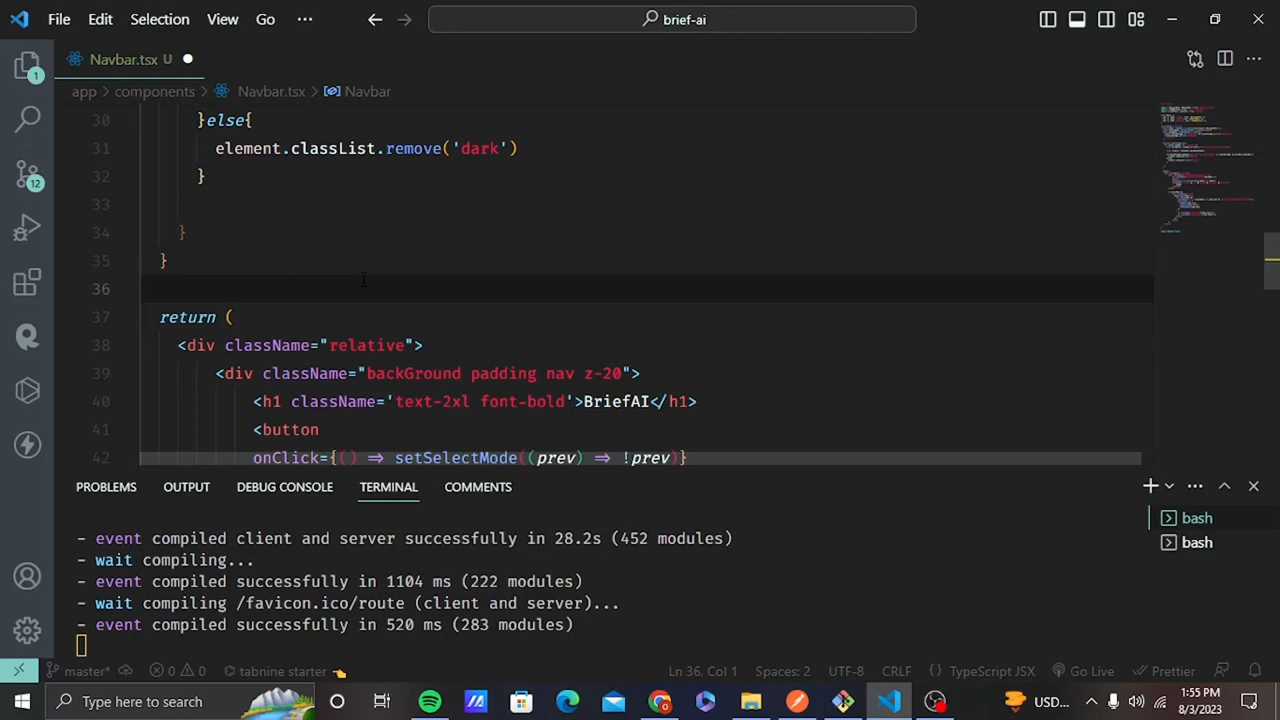 File Edit Selection View Go ··· brief-ai
Navbar.tsx U
app > components > Navbar.tsx > Navbar
30 }else{
31 element.classList.remove('dark')
32 }
33
34 }
35 }
36
37 return (
38 <div className="relative">
39 <div className="backGround padding nav z-20">
40 <h1 className='text-2xl font-bold'>BriefAI</h1>
41 <button
42 onClick={() => setSelectMode((prev) => !prev)}
1
12
PROBLEMS OUTPUT DEBUG CONSOLE TERMINAL COMMENTS
bash
bash
- event compiled client and server successfully in 28.2s (452 modules)
- wait compiling...
- event compiled successfully in 1104 ms (222 modules)
- wait compiling /favicon.ico/route (client and server)...
- event compiled successfully in 520 ms (283 modules)
master* 0 0 tabnine starter Ln 36, Col 1 Spaces: 2 UTF-8 CRLF {} TypeScript JSX Go Live Prettier
Type here to search USD... 1:55 PM
8/3/2023